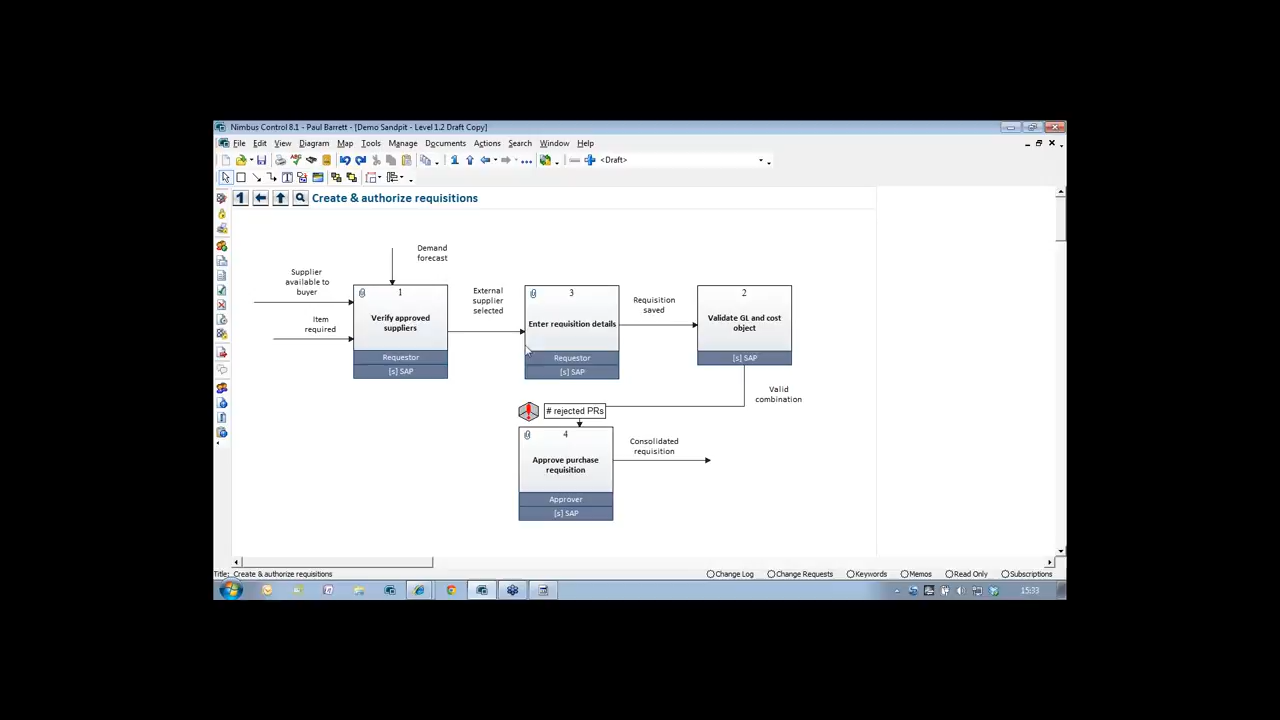 Nimbus Control 8.1 - Paul Barrett - [Demo Sandpit - Level 1.2 Draft Copy]
File Edit View Diagram Map Tools Manage Documents Actions Search Window Help
<Draft>
1 Create & authorize requisitions
Demand
forecast
Supplier
available to
buyer
Item
required
1
Verify approved
suppliers
Requestor
[s] SAP
External
supplier
selected
3
Enter requisition details
Requestor
[s] SAP
Requisition
saved
2
Validate GL and cost
object
[s] SAP
Valid
combination
# rejected PRs
4
Approve purchase
requisition
Approver
[s] SAP
Consolidated
requisition
Title: Create & authorize requisitions
Change Log Change Requests Keywords Memos Read Only Subscriptions
15:33